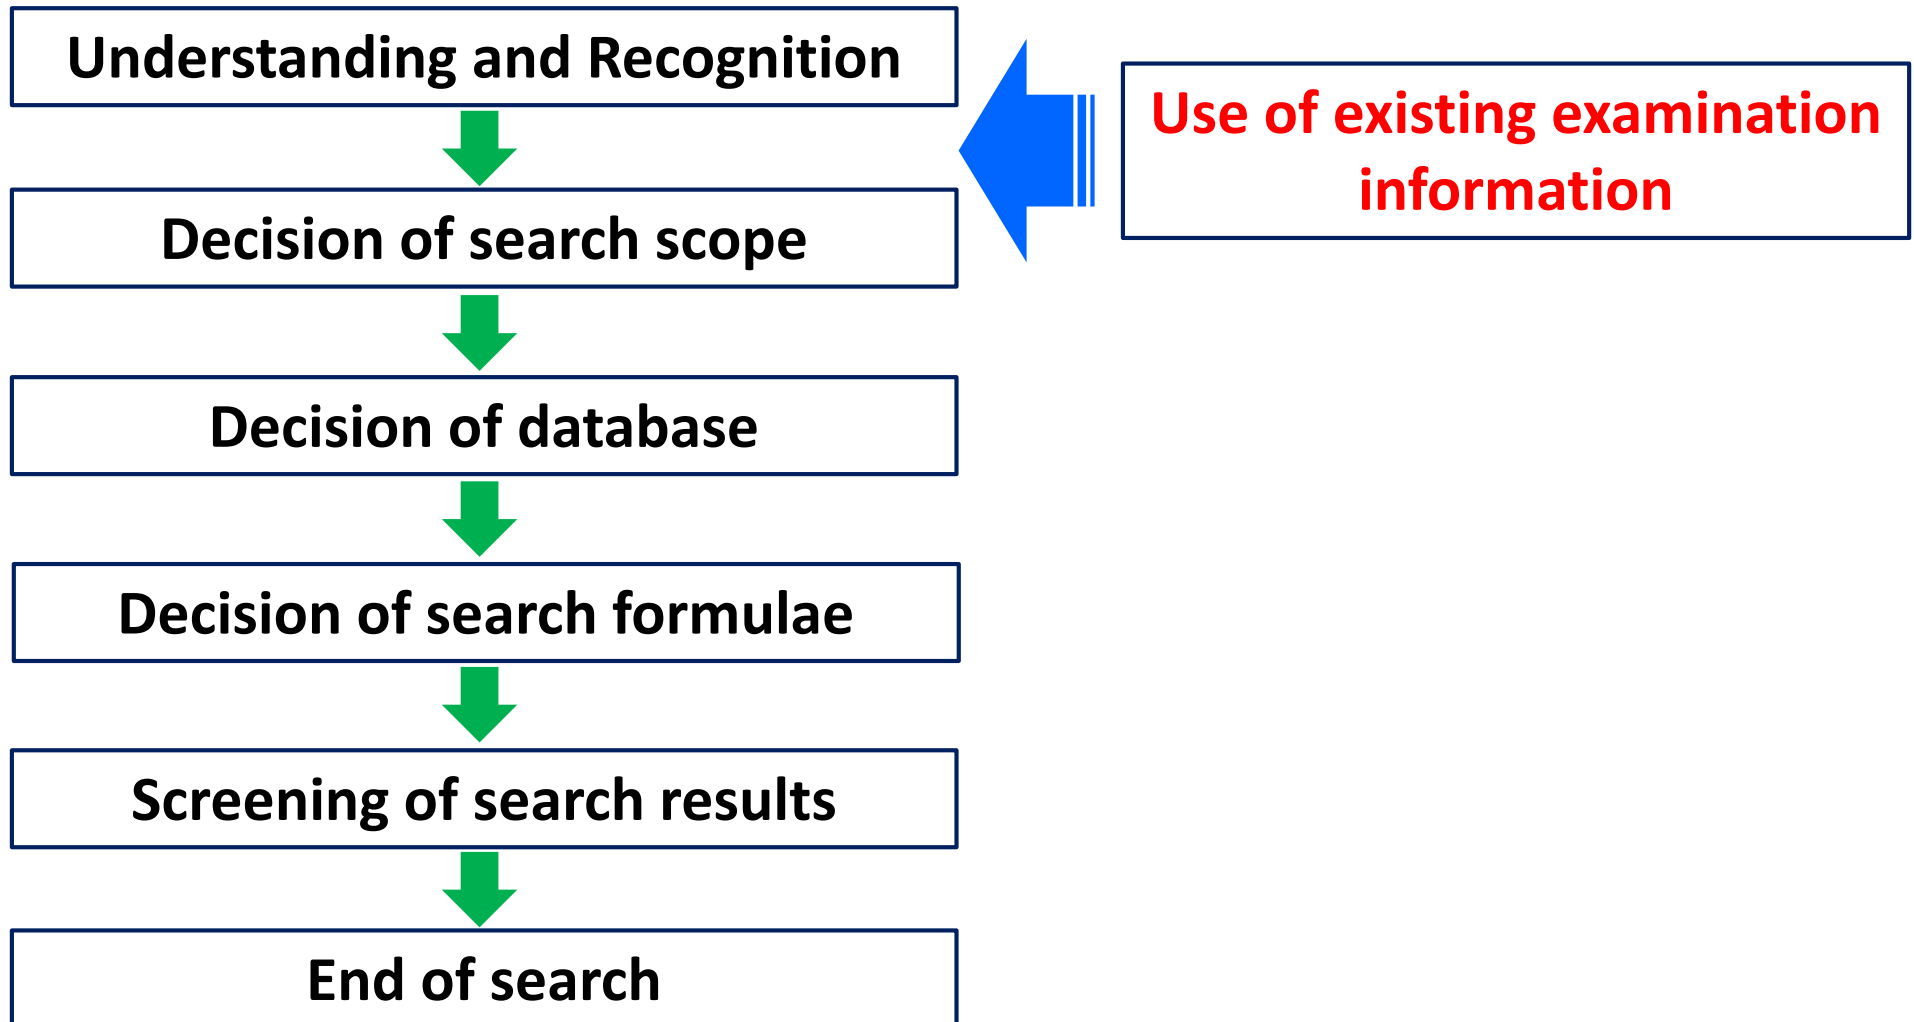 Understanding and Recognition
Use of existing examination
information
Decision of search scope
Decision of database
Decision of search formulae
Screening of search results
End of search